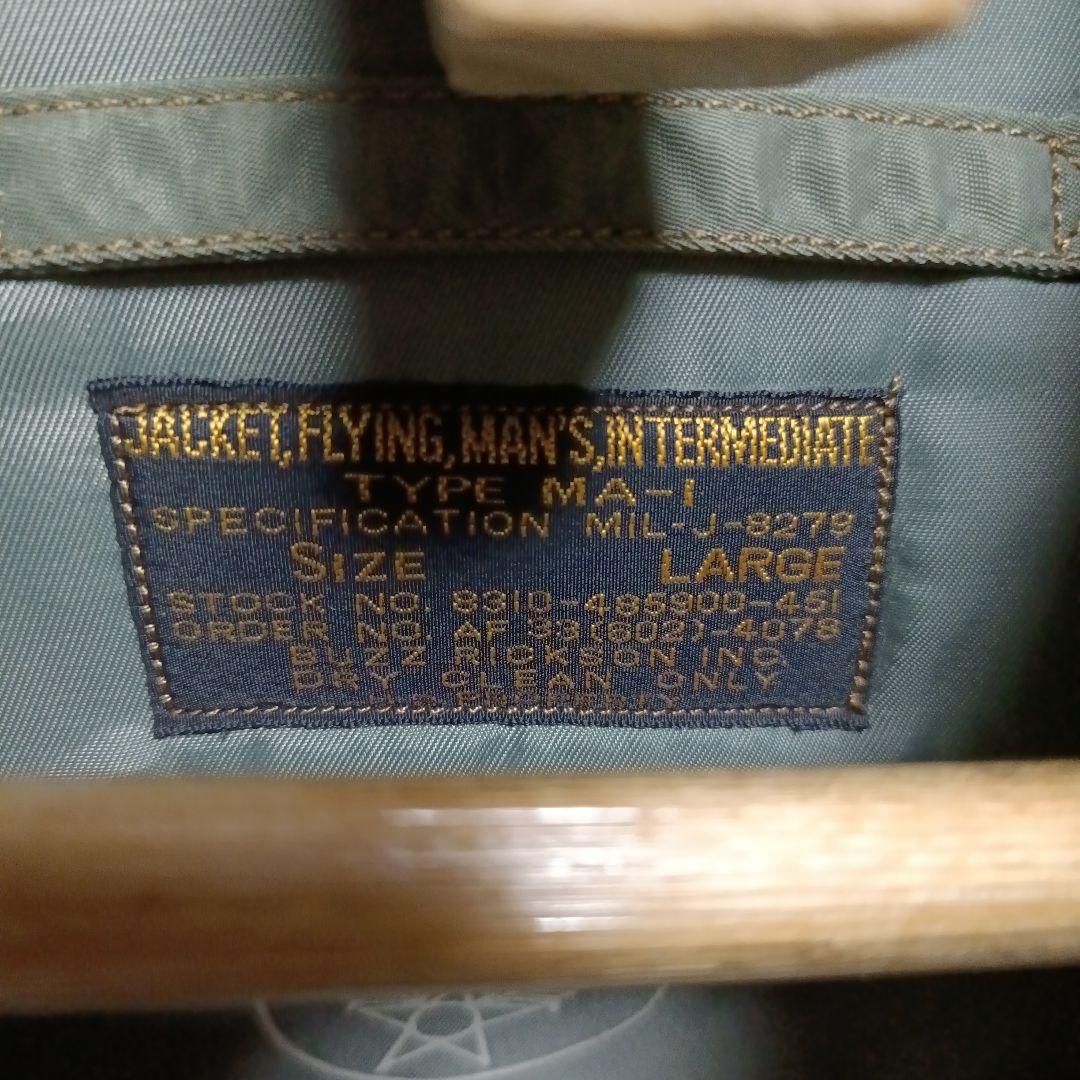 JACKET, FLYING, MAN'S, INTERMEDIATE
TYPE MA-1
SPECIFICATION MIL-J-8279
SIZE LARGE
STOCK NO. 8310-485900-451
ORDER NO. AF 33(602)-4078
BUZZ RICKSON INC.
DRY CLEAN ONLY
U.S. PROPERTY